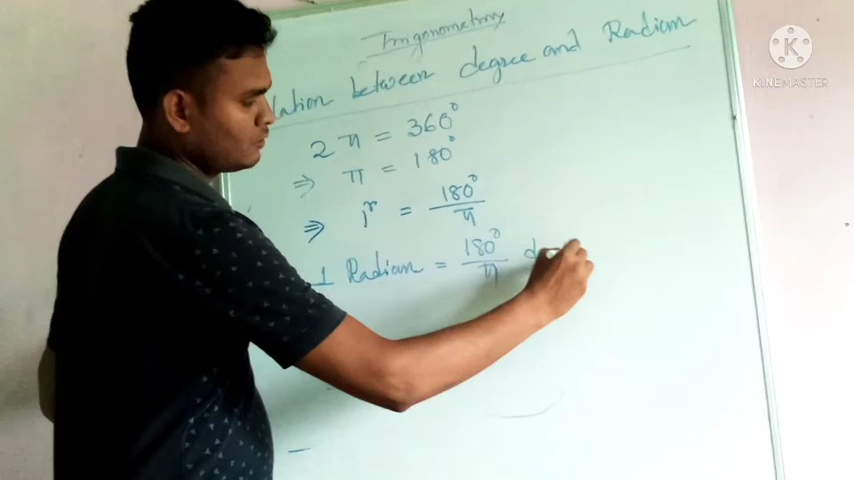 Trigonometry
lation between degree and Radian
2π = 360°
⇒ π = 180°
⇒ 1ʳ = 180°/π
1 Radian = 180°/π d
K
KINEMASTER